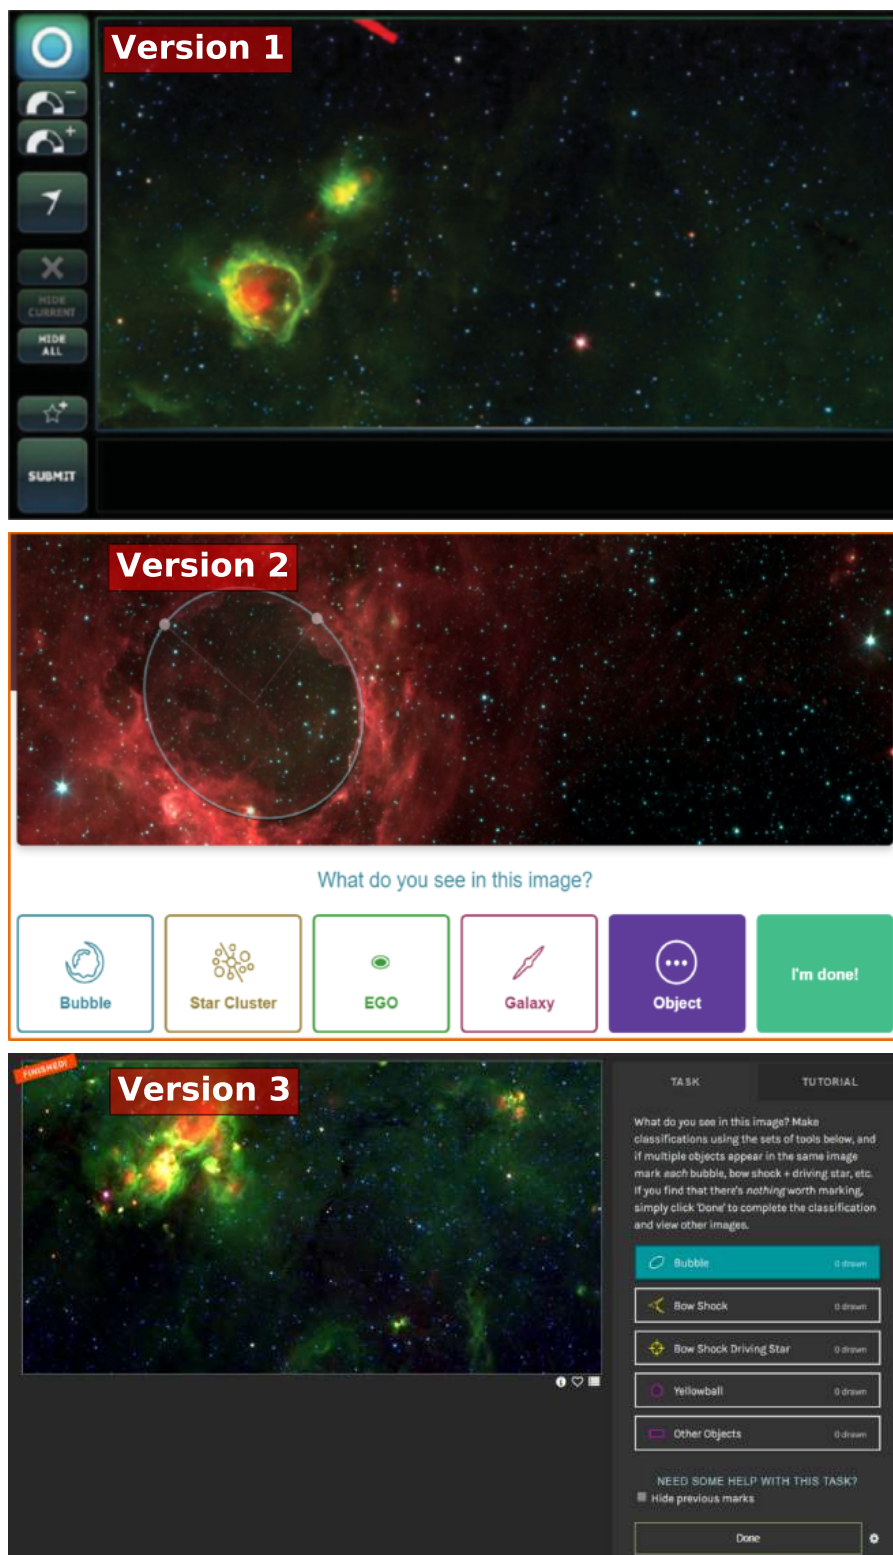 Version 1
HIDE
CURRENT
HIDE
ALL
SUBMIT
Version 2
What do you see in this image?
Bubble
Star Cluster
EGO
Galaxy
Object
I'm done!
FINISHED!
Version 3
TASK
TUTORIAL
What do you see in this image? Make
classifications using the sets of tools below, and
if multiple objects appear in the same image
mark each bubble, bow shock + driving star, etc.
If you find that there's nothing worth marking,
simply click 'Done' to complete the classification
and view other images.
Bubble 0 drawn
Bow Shock 0 drawn
Bow Shock Driving Star 0 drawn
Yellowball 0 drawn
Other Objects 0 drawn
NEED SOME HELP WITH THIS TASK?
Hide previous marks
Done